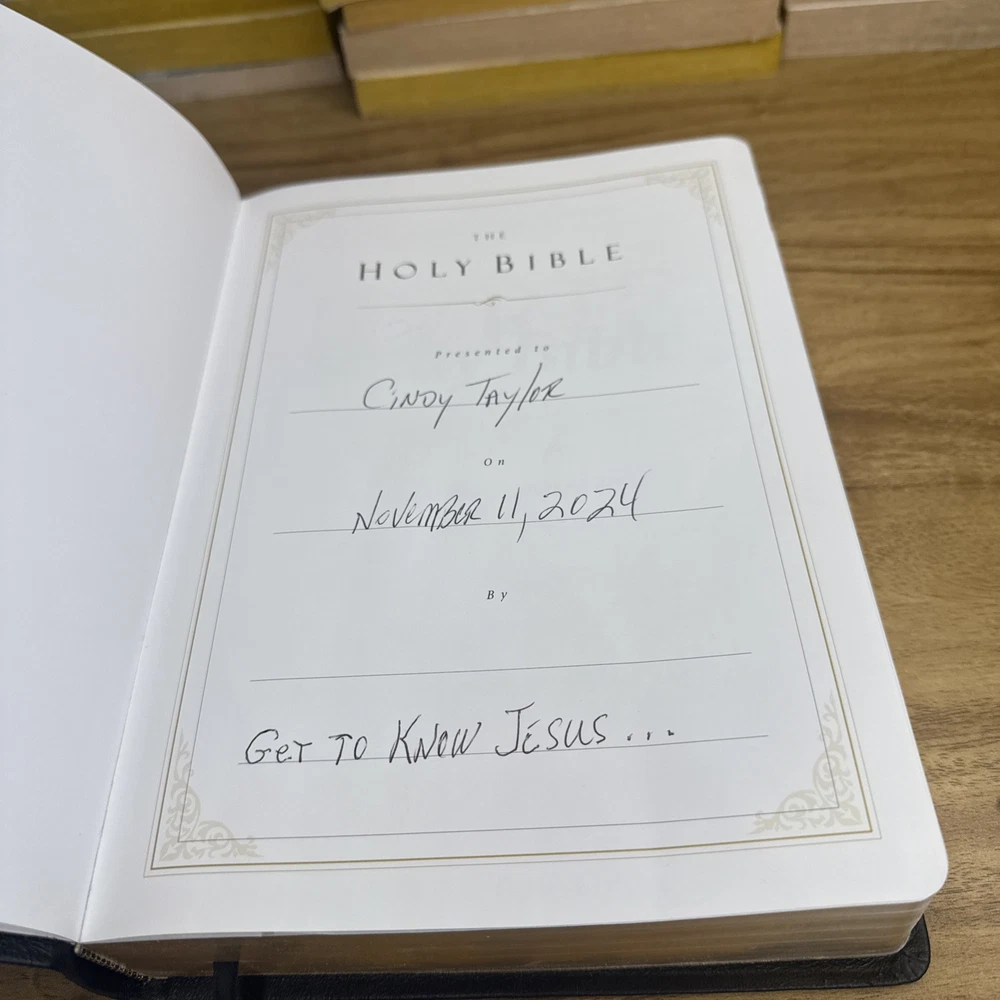 THE
HOLY BIBLE
Presented to
CINDY TAYLOR
On
NOVEMBER 11, 2024
By
GET TO KNOW JESUS...